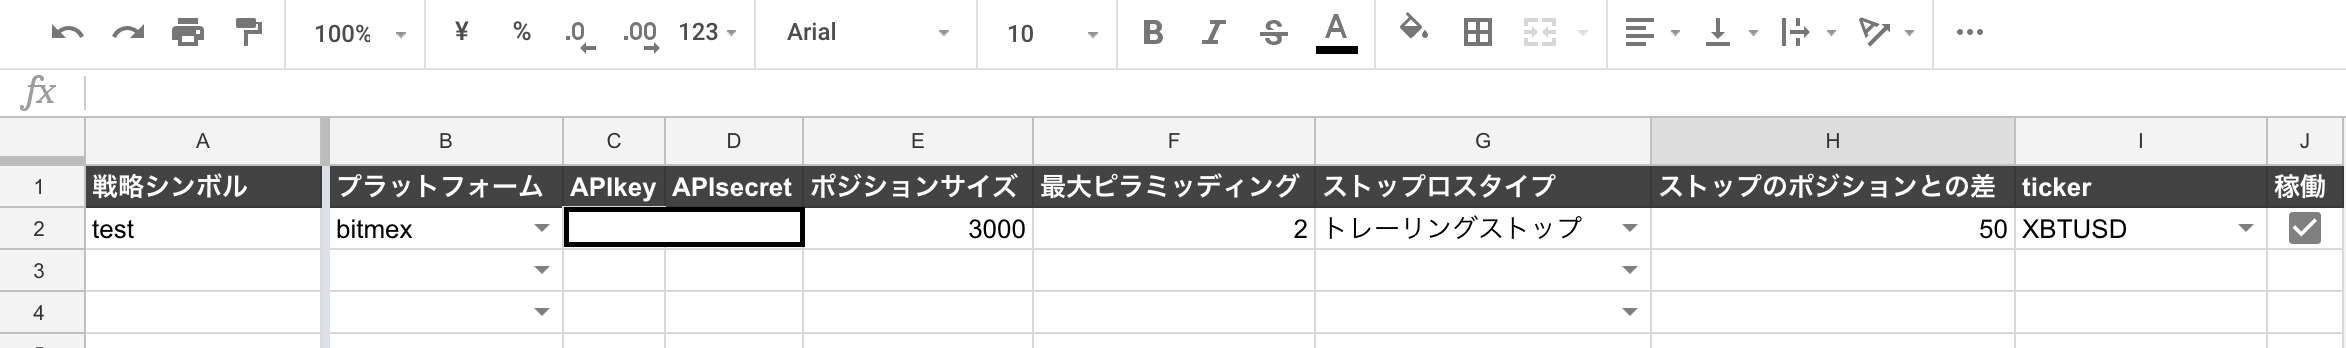 100% ¥ % .0 .00 123 Arial 10 B I S A
fx
A B C D E F G H I J
1 戦略シンボル プラットフォーム APIkey APIsecret ポジションサイズ 最大ピラミッディング ストップロスタイプ ストップのポジションとの差 ticker 稼働
2 test bitmex 3000 2 トレーリングストップ 50 XBTUSD
3
4